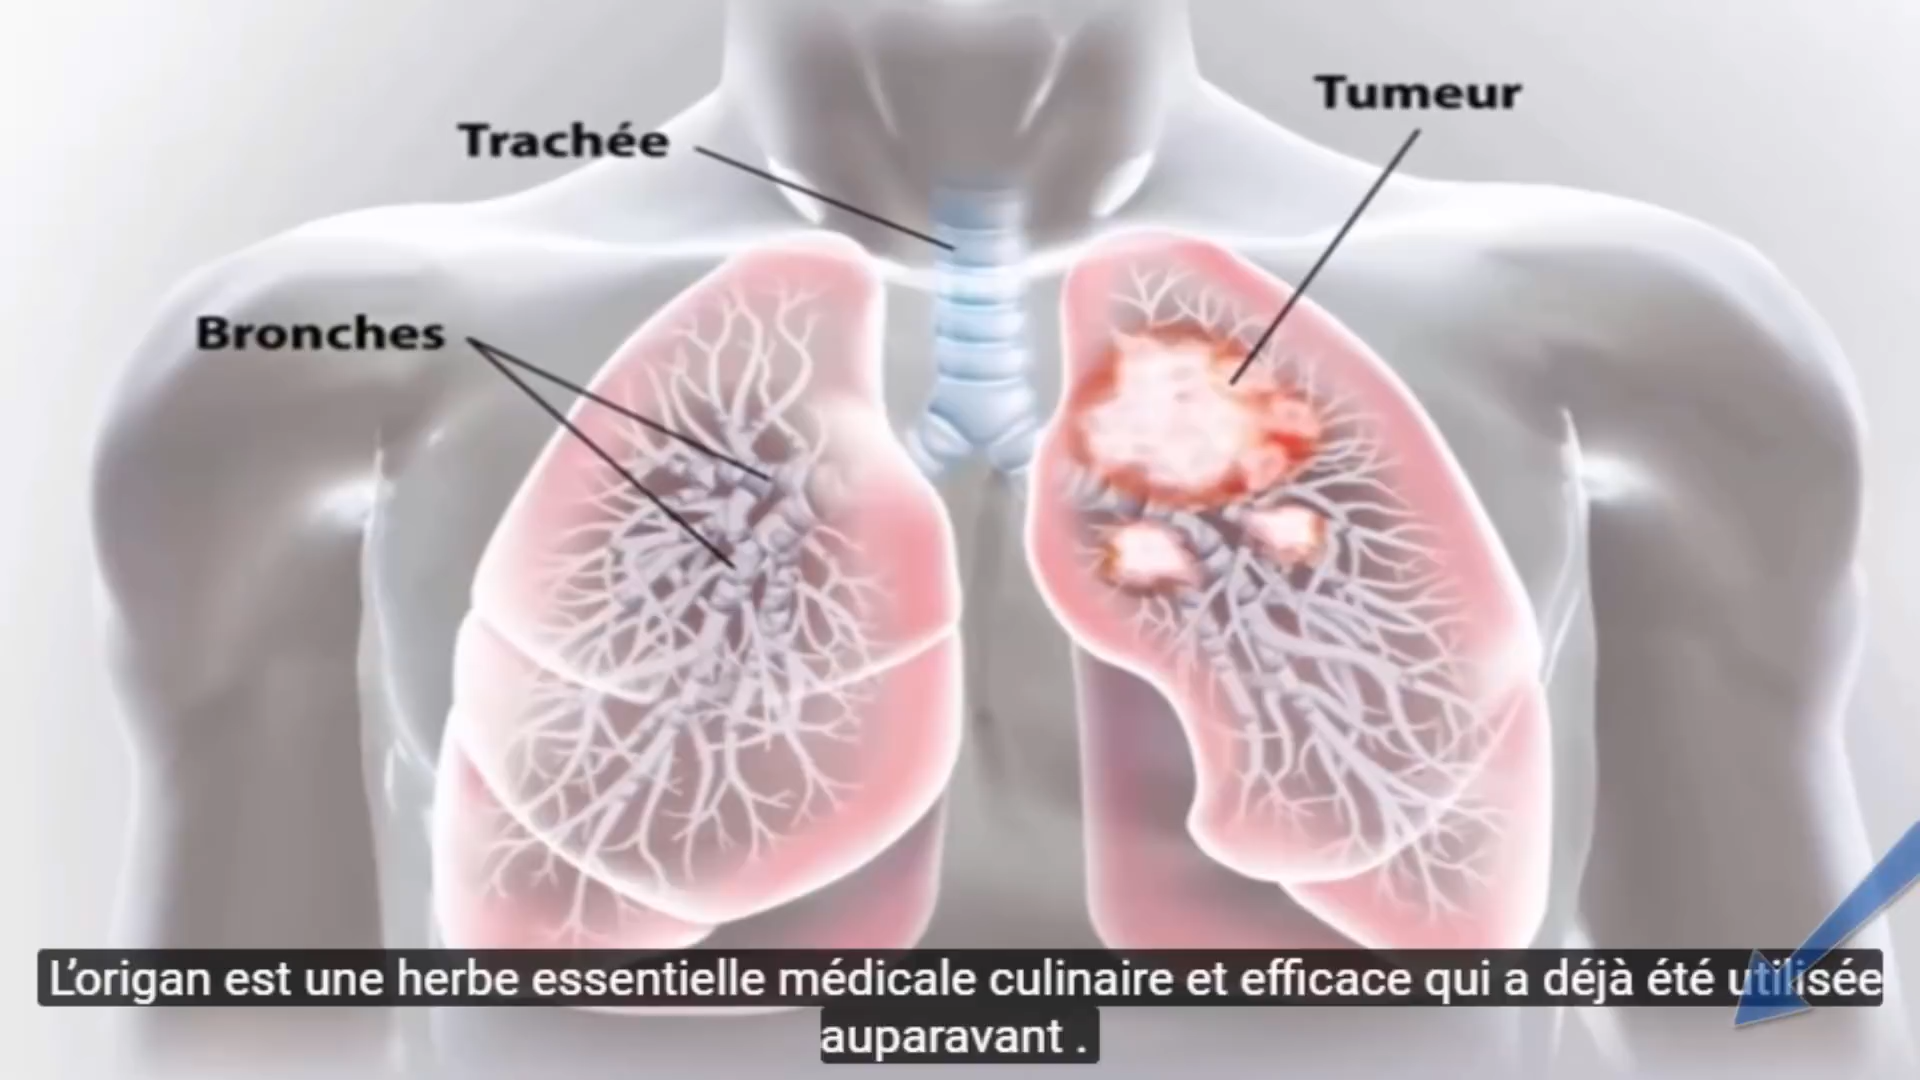 Tumeur
Trachée
Bronches
L’origan est une herbe essentielle médicale culinaire et efficace qui a déjà été utilisée
auparavant .